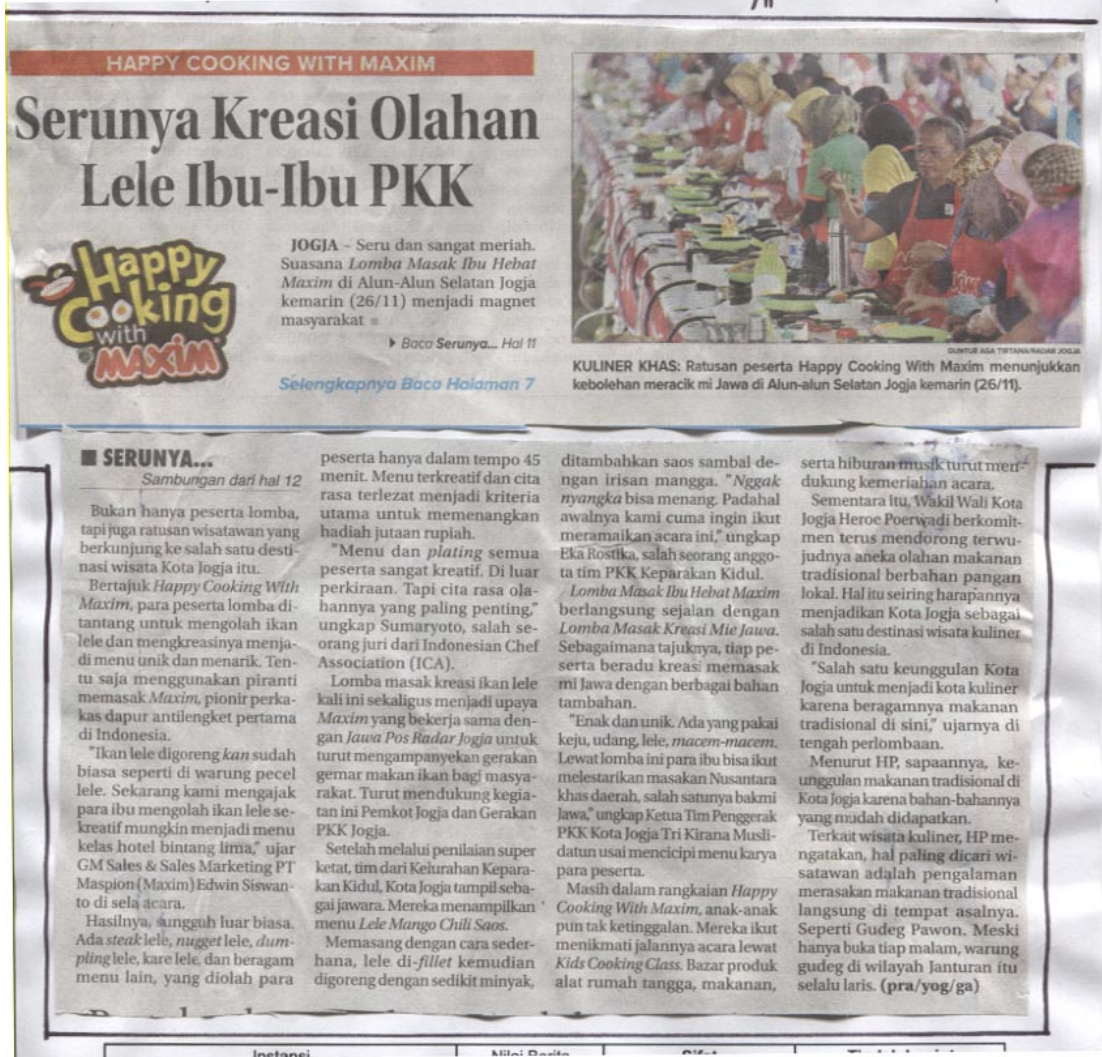 HAPPY COOKING WITH MAXIM
Serunya Kreasi Olahan
Lele Ibu-Ibu PKK
Happy
Cooking
with
MAXIM
JOGJA – Seru dan sangat meriah.
Suasana Lomba Masak Ibu Hebat
Maxim di Alun-Alun Selatan Jogja
kemarin (26/11) menjadi magnet
masyarakat
Baca Serunya... Hal 11
Selengkapnya Baca Halaman 7
GUNTUR AGA TIRTANA/RADAR JOGJA
KULINER KHAS: Ratusan peserta Happy Cooking With Maxim menunjukkan
kebolehan meracik mi Jawa di Alun-alun Selatan Jogja kemarin (26/11).
■ SERUNYA...
Sambungan dari hal 12
Bukan hanya peserta lomba,
tapi juga ratusan wisatawan yang
berkunjung ke salah satu desti-
nasi wisata Kota Jogja itu.
Bertajuk Happy Cooking With
Maxim, para peserta lomba di-
tantang untuk mengolah ikan
lele dan mengkreasinya menja-
di menu unik dan menarik. Ten-
tu saja menggunakan piranti
memasak Maxim, pionir perka-
kas dapur antilengket pertama
di Indonesia.
"Ikan lele digoreng kan sudah
biasa seperti di warung pecel
lele. Sekarang kami mengajak
para ibu mengolah ikan lele se-
kreatif mungkin menjadi menu
kelas hotel bintang lima," ujar
GM Sales & Sales Marketing PT
Maspion (Maxim) Edwin Siswan-
to di sela acara.
Hasilnya, sungguh luar biasa.
Ada steak lele, nugget lele, dum-
pling lele, kare lele, dan beragam
menu lain, yang diolah para
peserta hanya dalam tempo 45
menit. Menu terkreatif dan cita
rasa terlezat menjadi kriteria
utama untuk memenangkan
hadiah jutaan rupiah.
"Menu dan plating semua
peserta sangat kreatif. Di luar
perkiraan. Tapi cita rasa ola-
hannya yang paling penting,"
ungkap Sumaryoto, salah se-
orang juri dari Indonesian Chef
Association (ICA).
Lomba masak kreasi ikan lele
kali ini sekaligus menjadi upaya
Maxim yang bekerja sama den-
gan Jawa Pos Radar Jogja untuk
turut mengampanyekan gerakan
gemar makan ikan bagi masya-
rakat. Turut mendukung kegia-
tan ini Pemkot Jogja dan Gerakan
PKK Jogja.
Setelah melalui penilaian super
ketat, tim dari Kelurahan Kepara-
kan Kidul, Kota Jogja tampil seba-
gai jawara. Mereka menampilkan
menu Lele Mango Chili Saos.
Memasang dengan cara seder-
hana, lele di-fillet kemudian
digoreng dengan sedikit minyak,
ditambahkan saos sambal de-
ngan irisan mangga. "Nggak
nyangka bisa menang. Padahal
awalnya kami cuma ingin ikut
meramaikan acara ini," ungkap
Eka Rostika, salah seorang anggo-
ta tim PKK Keparakan Kidul.
Lomba Masak Ibu Hebat Maxim
berlangsung sejalan dengan
Lomba Masak Kreasi Mie Jawa.
Sebagaimana tajuknya, tiap pe-
serta beradu kreasi memasak
mi Jawa dengan berbagai bahan
tambahan.
"Enak dan unik. Ada yang pakai
keju, udang, lele, macem-macem.
Lewat lomba ini para ibu bisa ikut
melestarikan masakan Nusantara
khas daerah, salah satunya bakmi
Jawa," ungkap Ketua Tim Penggerak
PKK Kota Jogja Tri Kirana Musli-
datun usai mencicipi menu karya
para peserta.
Masih dalam rangkaian Happy
Cooking With Maxim, anak-anak
pun tak ketinggalan. Mereka ikut
menikmati jalannya acara lewat
Kids Cooking Class. Bazar produk
alat rumah tangga, makanan,
serta hiburan musik turut men-
dukung kemeriahan acara.
Sementara itu, Wakil Wali Kota
Jogja Heroe Poerwadi berkomit-
men terus mendorong terwu-
judnya aneka olahan makanan
tradisional berbahan pangan
lokal. Hal itu seiring harapannya
menjadikan Kota Jogja sebagai
salah satu destinasi wisata kuliner
di Indonesia.
"Salah satu keunggulan Kota
Jogja untuk menjadi kota kuliner
karena beragamnya makanan
tradisional di sini," ujarnya di
tengah perlombaan.
Menurut HP, sapaannya, ke-
unggulan makanan tradisional di
Kota Jogja karena bahan-bahannya
yang mudah didapatkan.
Terkait wisata kuliner, HP me-
ngatakan, hal paling dicari wi-
satawan adalah pengalaman
merasakan makanan tradisional
langsung di tempat asalnya.
Seperti Gudeg Pawon. Meski
hanya buka tiap malam, warung
gudeg di wilayah Janturan itu
selalu laris. (pra/yog/ga)
Instansi
Nilai Berita
Sifat